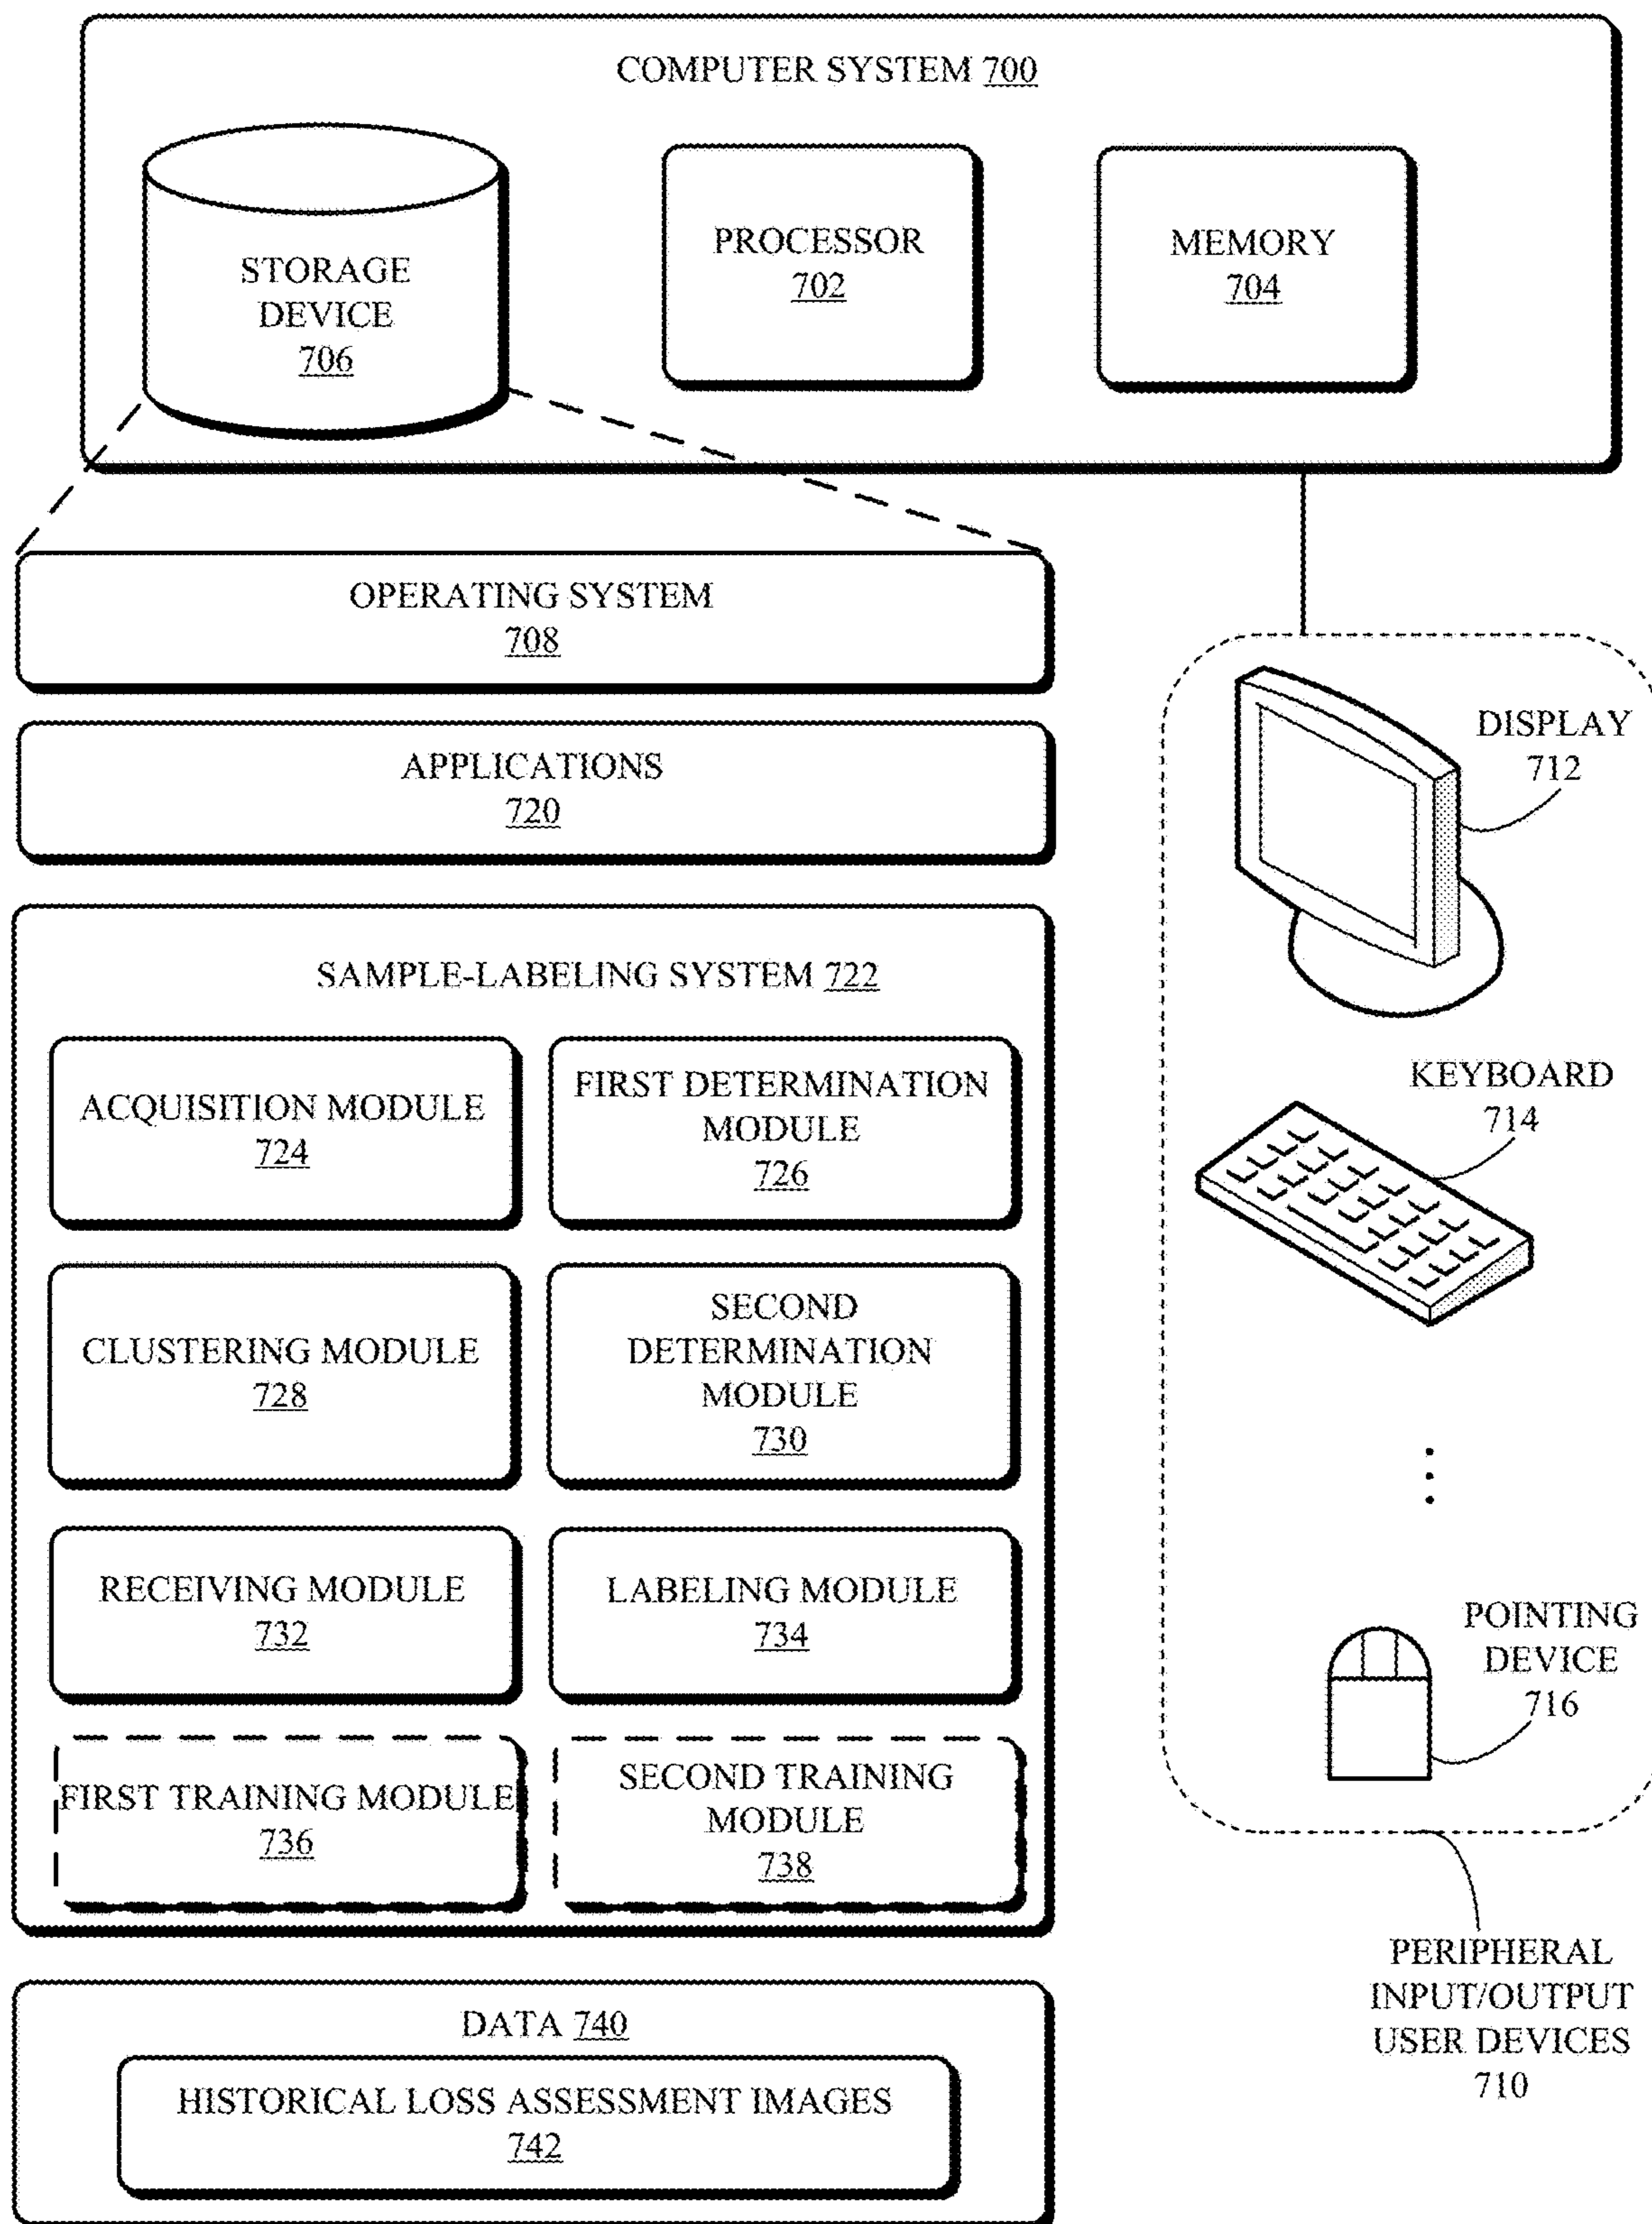 COMPUTER SYSTEM 700
STORAGE
DEVICE
706
PROCESSOR
702
MEMORY
704
OPERATING SYSTEM
708
APPLICATIONS
720
SAMPLE-LABELING SYSTEM 722
ACQUISITION MODULE
724
FIRST DETERMINATION
MODULE
726
CLUSTERING MODULE
728
SECOND
DETERMINATION
MODULE
730
RECEIVING MODULE
732
LABELING MODULE
734
FIRST TRAINING MODULE
736
SECOND TRAINING
MODULE
738
DATA 740
HISTORICAL LOSS ASSESSMENT IMAGES
742
DISPLAY
712
KEYBOARD
714
POINTING
DEVICE
716
PERIPHERAL
INPUT/OUTPUT
USER DEVICES
710